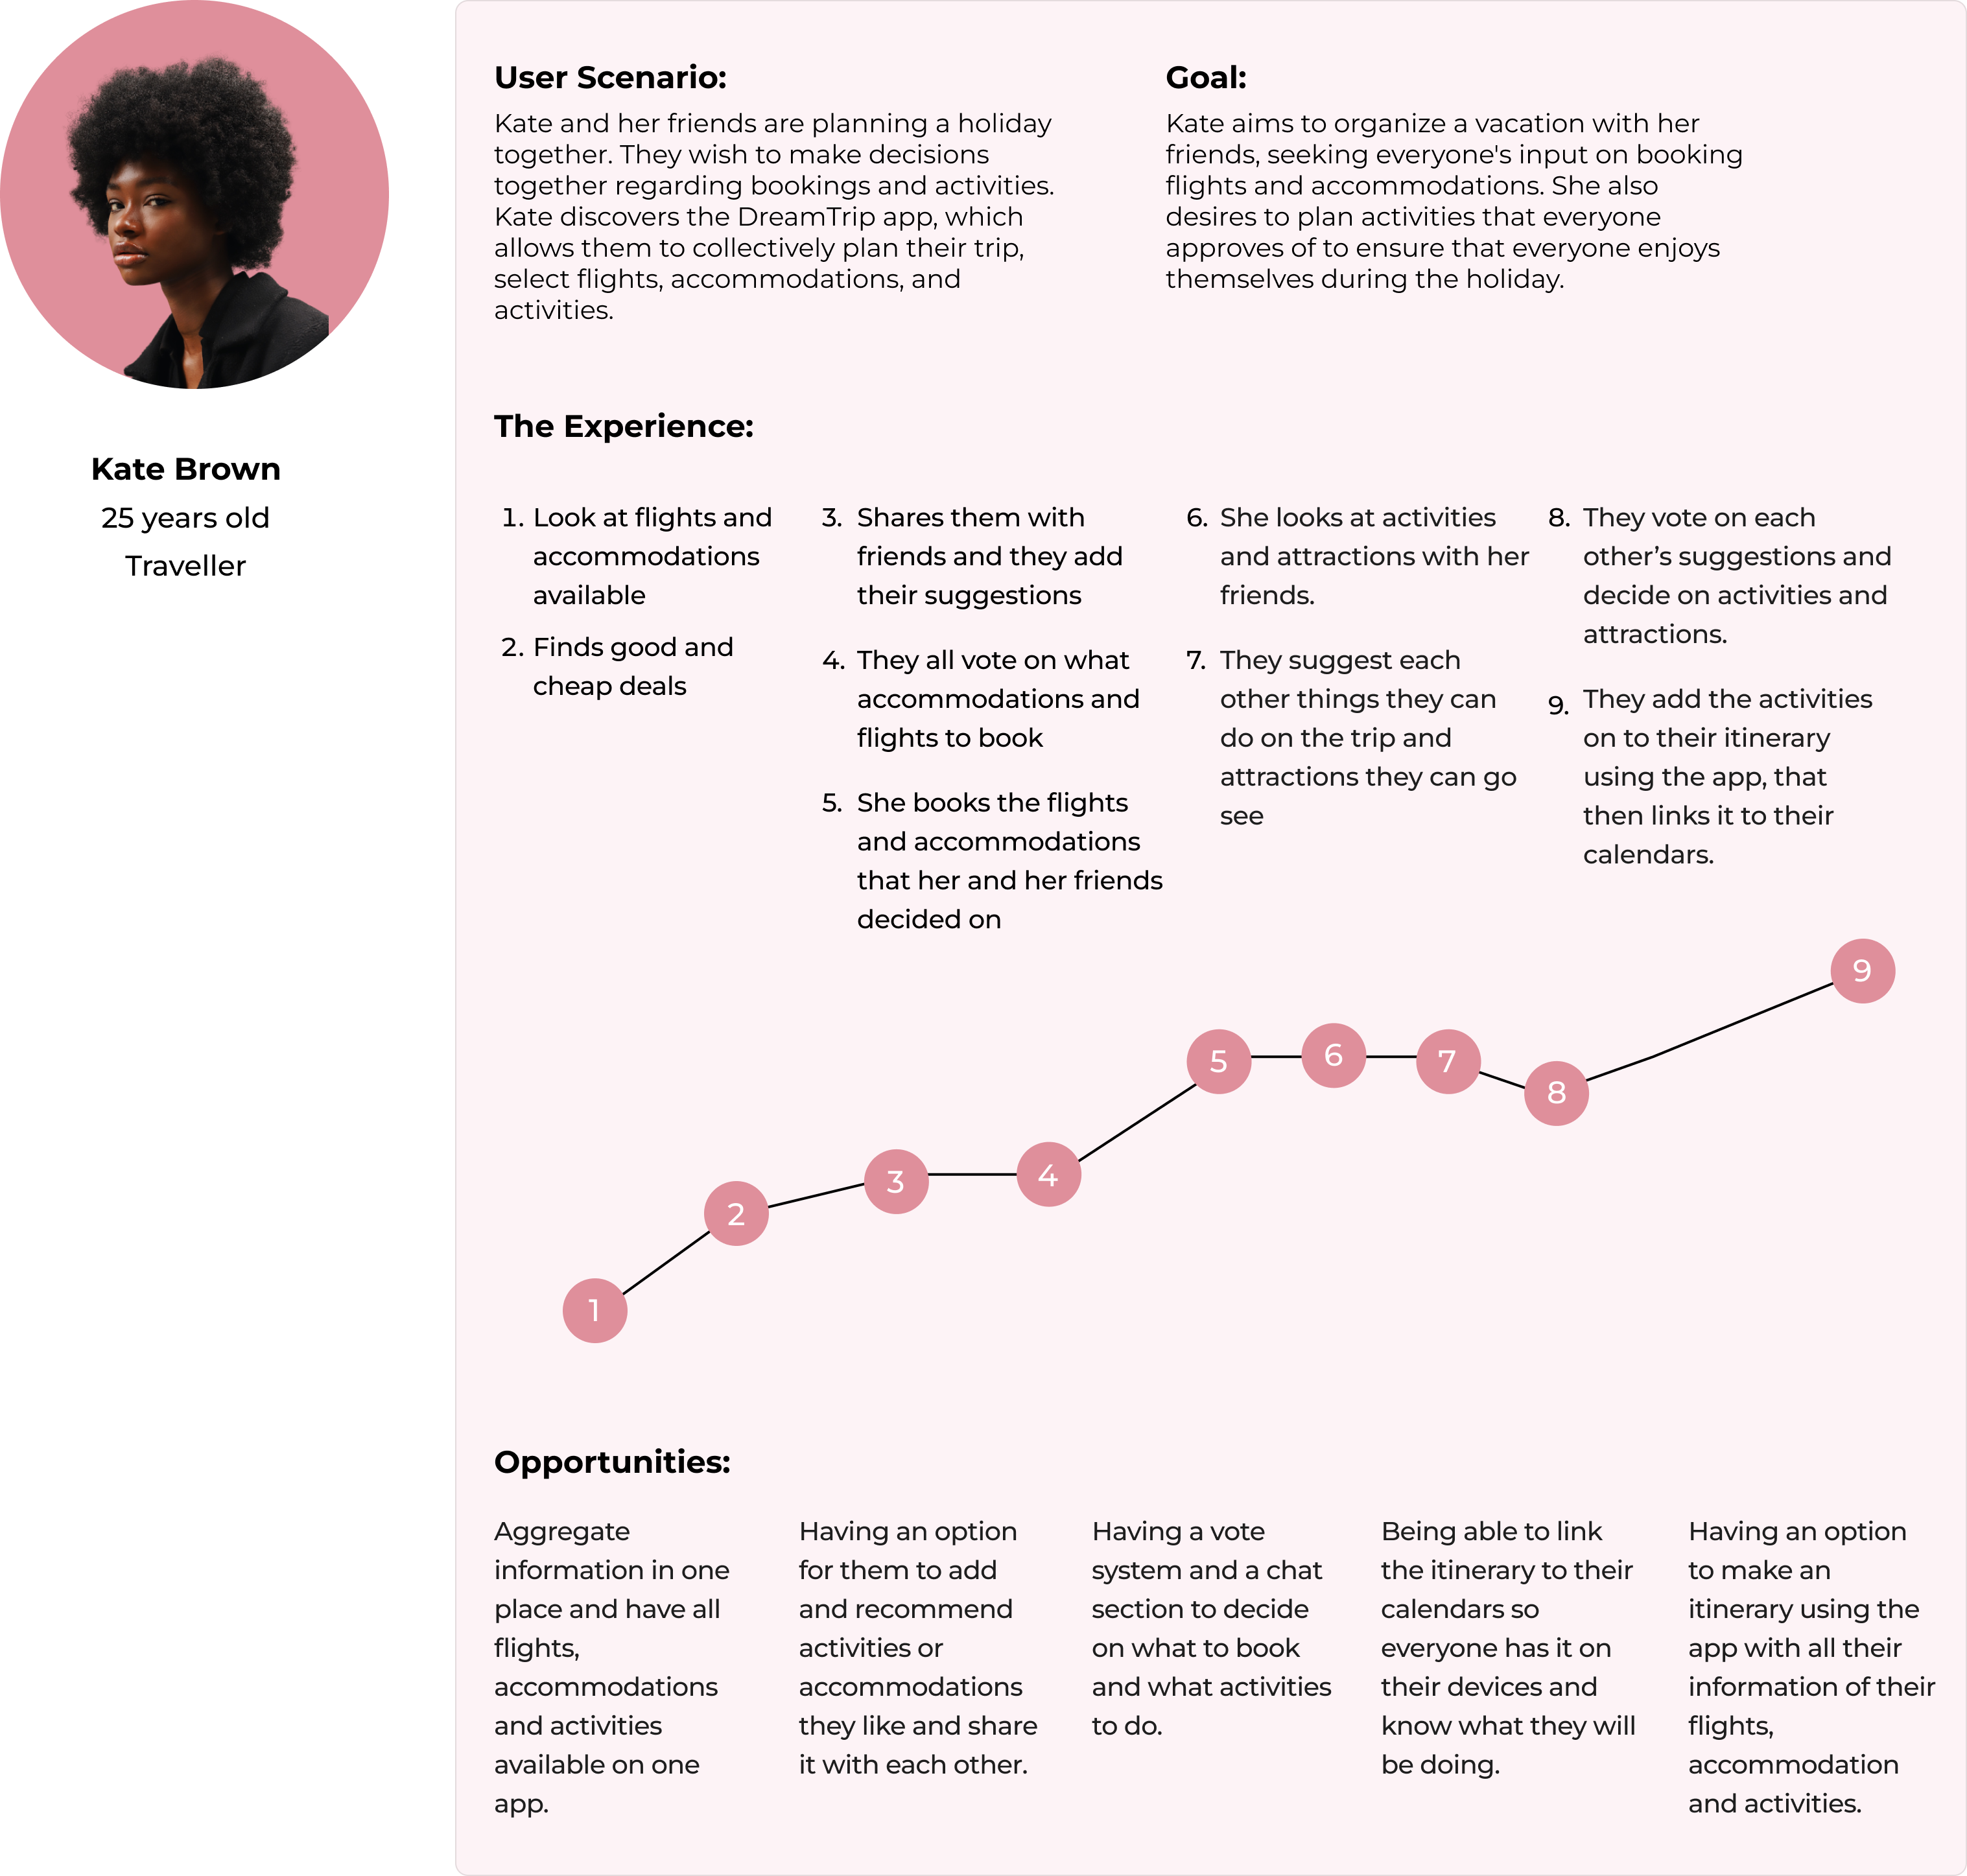 Kate Brown
25 years old
Traveller
User Scenario:
Kate and her friends are planning a holiday
together. They wish to make decisions
together regarding bookings and activities.
Kate discovers the DreamTrip app, which
allows them to collectively plan their trip,
select flights, accommodations, and
activities.
Goal:
Kate aims to organize a vacation with her
friends, seeking everyone's input on booking
flights and accommodations. She also
desires to plan activities that everyone
approves of to ensure that everyone enjoys
themselves during the holiday.
The Experience:
1. Look at flights and
accommodations
available
2. Finds good and
cheap deals
3. Shares them with
friends and they add
their suggestions
4. They all vote on what
accommodations and
flights to book
5. She books the flights
and accommodations
that her and her friends
decided on
6. She looks at activities
and attractions with her
friends.
7. They suggest each
other things they can
do on the trip and
attractions they can go
see
8. They vote on each
other’s suggestions and
decide on activities and
attractions.
9. They add the activities
on to their itinerary
using the app, that
then links it to their
calendars.
1
2
3
4
5
6
7
8
9
Opportunities:
Aggregate
information in one
place and have all
flights,
accommodations
and activities
available on one
app.
Having an option
for them to add
and recommend
activities or
accommodations
they like and share
it with each other.
Having a vote
system and a chat
section to decide
on what to book
and what activities
to do.
Being able to link
the itinerary to their
calendars so
everyone has it on
their devices and
know what they will
be doing.
Having an option
to make an
itinerary using the
app with all their
information of their
flights,
accommodation
and activities.